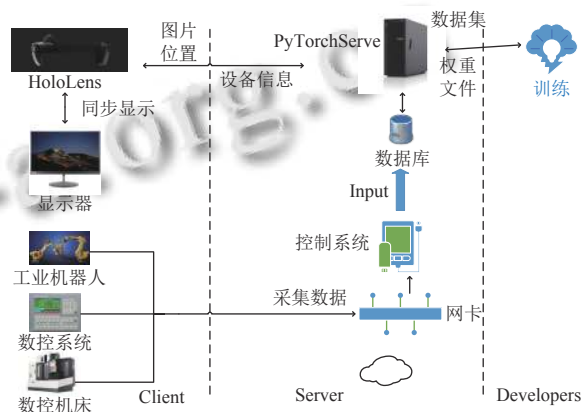 图片
位置
PyTorchServe
数据集
HoloLens
设备信息
权重
文件
训练
同步显示
数据库
显示器
Input
控制系统
工业机器人
采集数据
网卡
数控系统
数控机床
Client
Server
Developers
.org.c